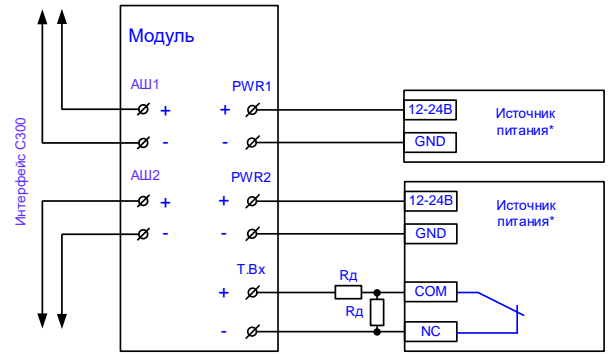 Модуль
АШ1
PWR1
+
+
12-24В
-
-
GND
Источник
питания*
АШ2
PWR2
+
+
12-24В
-
-
GND
Источник
питания*
Т.Вх
+
Rд
COM
Rд
-
NC
Интерфейс С300